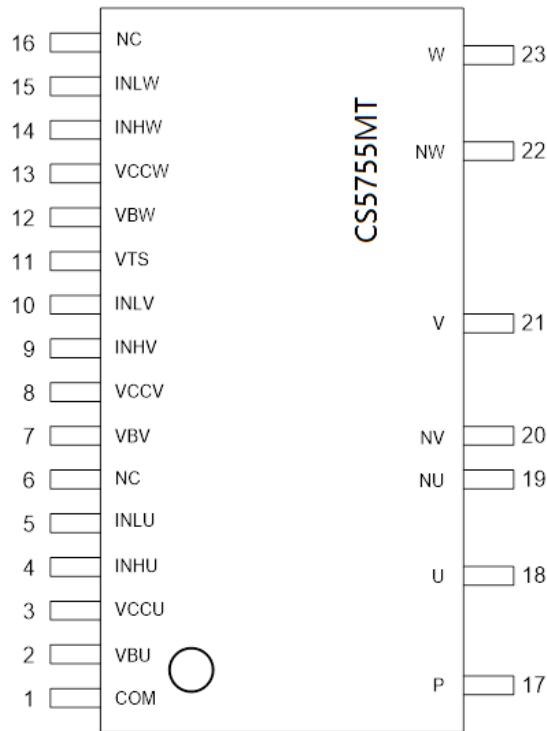 16 NC W 23
15 INLW
14 INHW NW 22
13 VCCW
12 VBW
11 VTS
10 INLV V 21
9 INHV
8 VCCV
7 VBV NV 20
6 NC NU 19
5 INLU
4 INHU U 18
3 VCCU
2 VBU
1 COM P 17
CS5755MT